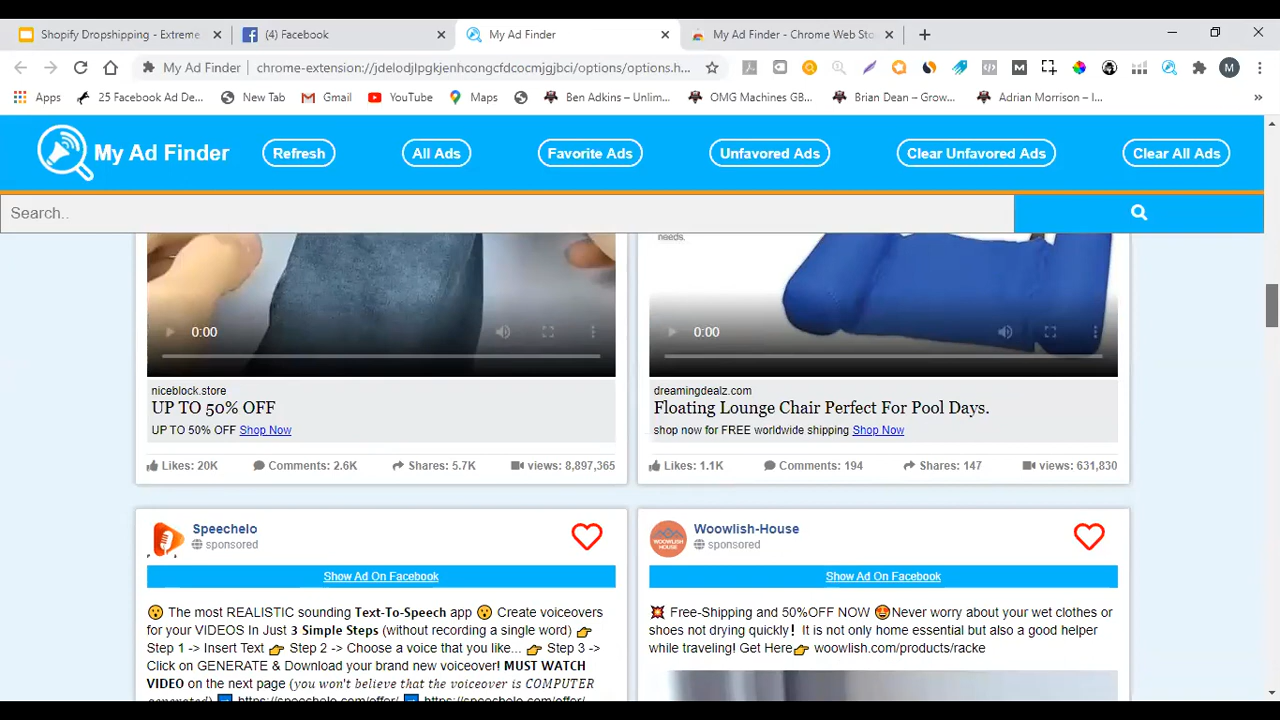 Shopify Dropshipping - Extreme
(4) Facebook
My Ad Finder
My Ad Finder - Chrome Web Sto
My Ad Finder
chrome-extension://jdelodjlpgkjenhcongcfdcocmjgjbci/options/options.h...
M
Apps
25 Facebook Ad De...
New Tab
Gmail
YouTube
Maps
Ben Adkins – Unlim...
OMG Machines GB...
Brian Dean – Grow...
Adrian Morrison – I...
»
My Ad Finder
Refresh
All Ads
Favorite Ads
Unfavored Ads
Clear Unfavored Ads
Clear All Ads
Search..
needs.
0:00
0:00
niceblock.store
UP TO 50% OFF
UP TO 50% OFF Shop Now
Likes: 20K Comments: 2.6K Shares: 5.7K views: 8,897,365
dreamingdealz.com
Floating Lounge Chair Perfect For Pool Days.
shop now for FREE worldwide shipping Shop Now
Likes: 1.1K Comments: 194 Shares: 147 views: 631,830
Speechelo
sponsored
Show Ad On Facebook
😮 The most REALISTIC sounding Text-To-Speech app 😮 Create voiceovers
for your VIDEOS In Just 3 Simple Steps (without recording a single word) 👉
Step 1 -> Insert Text 👉 Step 2 -> Choose a voice that you like... 👉 Step 3 ->
Click on GENERATE & Download your brand new voiceover! MUST WATCH
VIDEO on the next page (you won't believe that the voiceover is COMPUTER
generated) ➡ https://speechelo.com/offer/ ➡ https://speechelo.com/offer/
WOOWLISH
HOUSE
Woowlish-House
sponsored
Show Ad On Facebook
💥 Free-Shipping and 50%OFF NOW 🤩Never worry about your wet clothes or
shoes not drying quickly！It is not only home essential but also a good helper
while traveling! Get Here👉 woowlish.com/products/racke